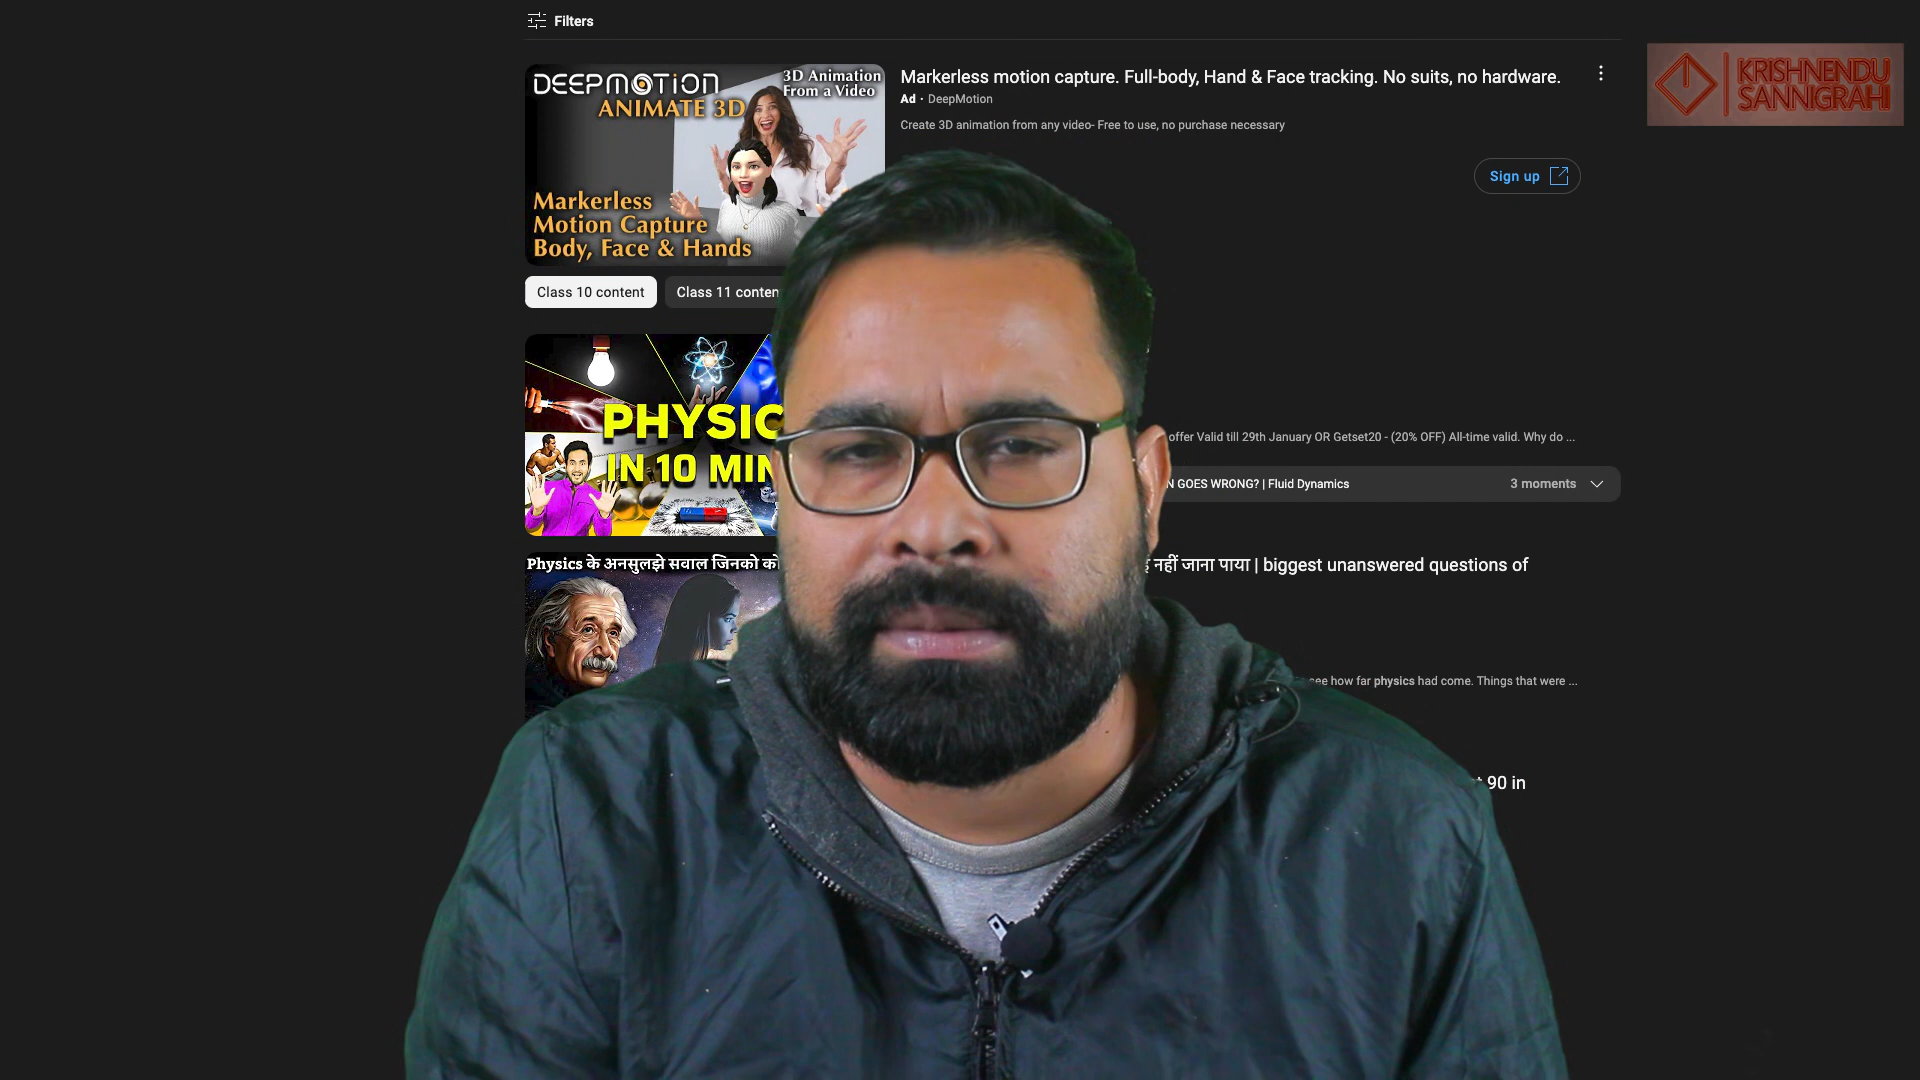 Filters
DEEPMOTION
ANIMATE 3D
3D Animation
From a Video
Markerless
Motion Capture
Body, Face & Hands
Markerless motion capture. Full-body, Hand & Face tracking. No suits, no hardware.
Ad · DeepMotion
Create 3D animation from any video- Free to use, no purchase necessary
Sign up
KRISHNENDU
SANNIGRAHI
Class 10 content
Class 11 conten
PHYSIC
IN 10 MIN
offer Valid till 29th January OR Getset20 - (20% OFF) All-time valid. Why do ...
N GOES WRONG? | Fluid Dynamics
3 moments
Physics के अनसुलझे सवाल जिनको को
नहीं जाना पाया | biggest unanswered questions of
see how far physics had come. Things that were ...
90 in